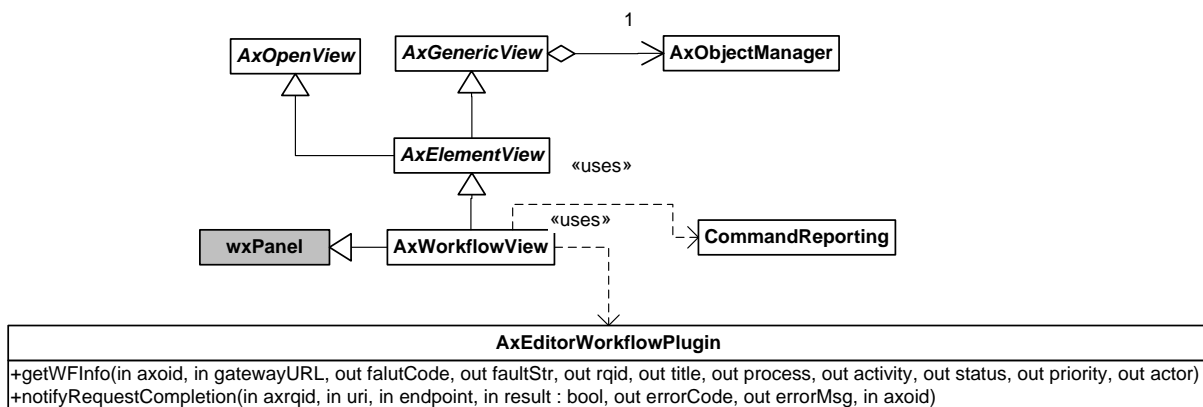 1
AxOpenView
AxGenericView
AxObjectManager
AxElementView
«uses»
«uses»
wxPanel
AxWorkflowView
CommandReporting
AxEditorWorkflowPlugin
+getWFInfo(in axoid, in gatewayURL, out falutCode, out faultStr, out rqid, out title, out process, out activity, out status, out priority, out actor)
+notifyRequestCompletion(in axrqid, in uri, in endpoint, in result : bool, out errorCode, out errorMsg, in axoid)